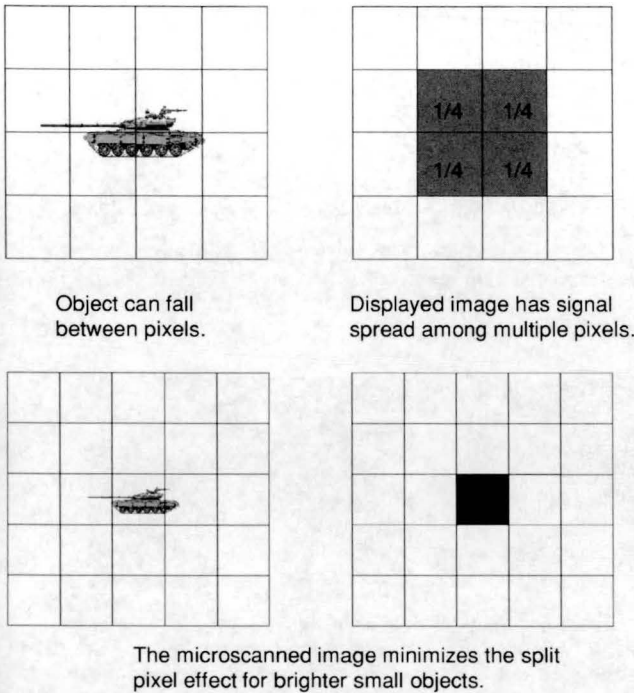 1/4 1/4
1/4 1/4
Object can fall
between pixels.
Displayed image has signal
spread among multiple pixels.
The microscanned image minimizes the split
pixel effect for brighter small objects.